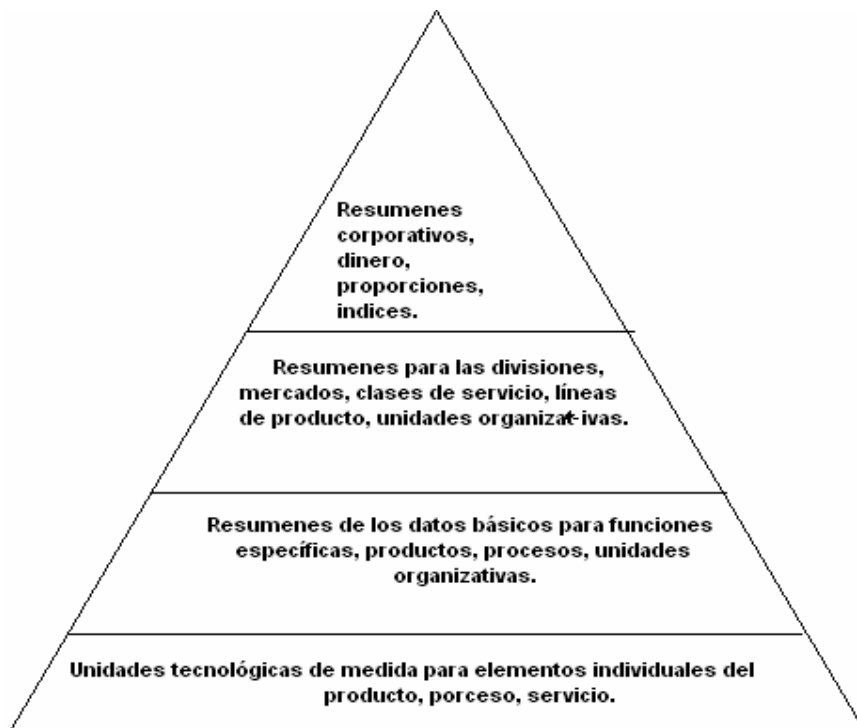 Resumenes
corporativos,
dinero,
proporciones,
indices.
Resumenes para las divisiones,
mercados, clases de servicio, líneas
de producto, unidades organizat-ivas.
Resumenes de los datos básicos para funciones
específicas, productos, procesos, unidades
organizativas.
Unidades tecnológicas de medida para elementos individuales del
producto, porceso, servicio.